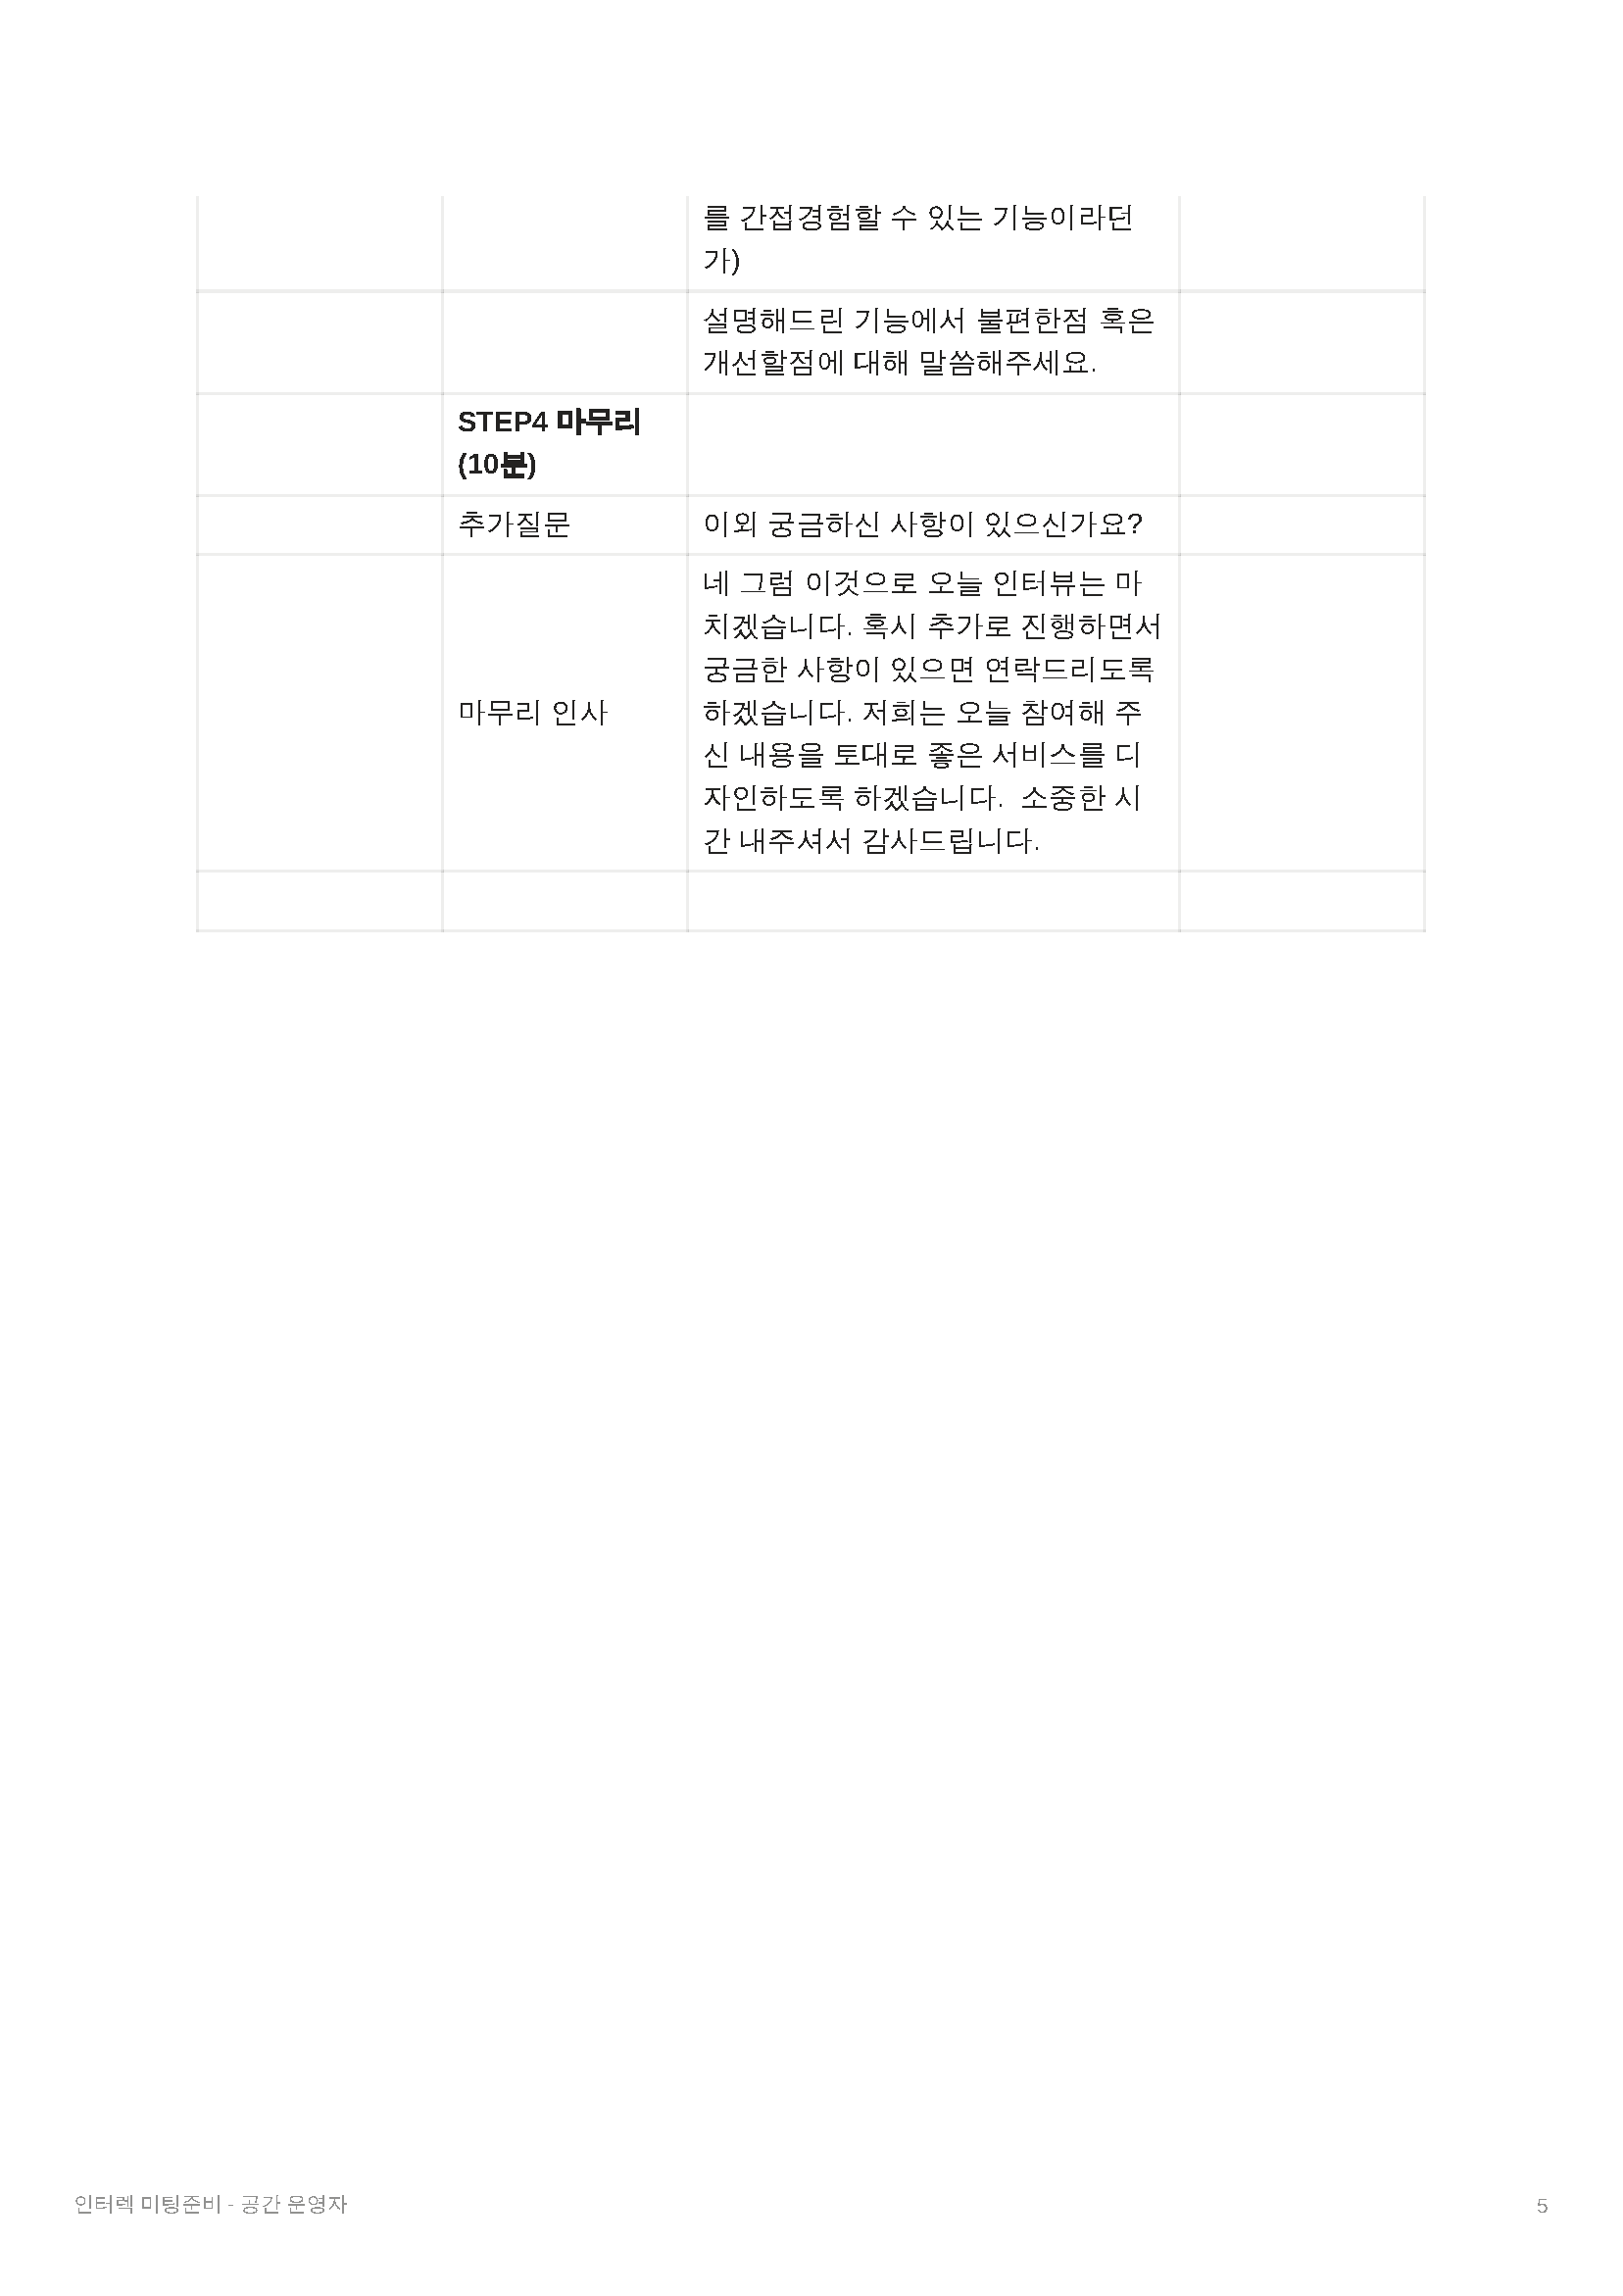 를 간접경험할 수 있는 기능이라던
가)
설명해드린 기능에서 불편한점 혹은
개선할점에 대해 말씀해주세요.
STEP4 마무리
(10분)
추가질문
이외 궁금하신 사항이 있으신가요?
마무리 인사
네 그럼 이것으로 오늘 인터뷰는 마
치겠습니다. 혹시 추가로 진행하면서
궁금한 사항이 있으면 연락드리도록
하겠습니다. 저희는 오늘 참여해 주
신 내용을 토대로 좋은 서비스를 디
자인하도록 하겠습니다.  소중한 시
간 내주셔서 감사드립니다.
인터렉 미팅준비 - 공간 운영자
5